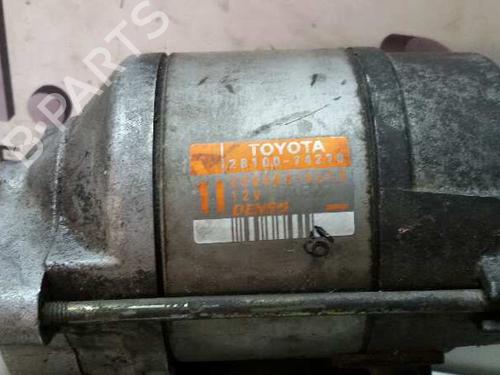 TOYOTA
28100-74270
11
12V
DENSO
B-PARTS